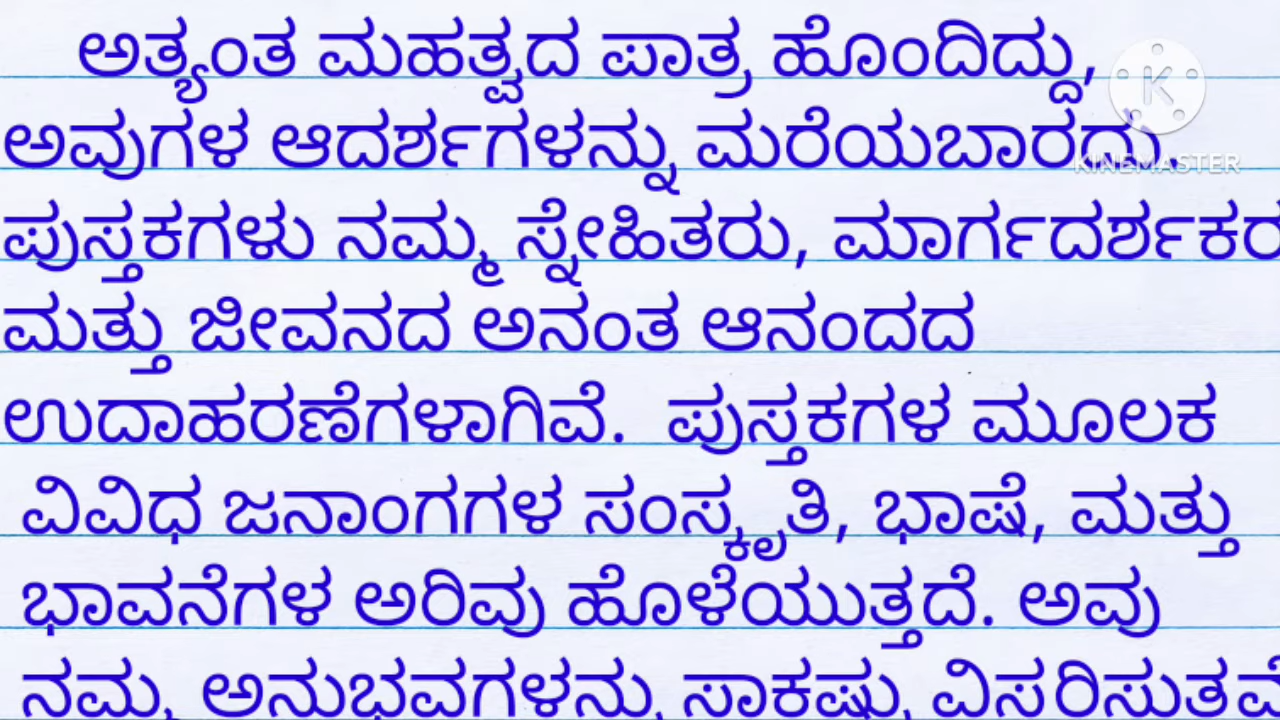 ಅತ್ಯಂತ ಮಹತ್ವದ ಪಾತ್ರ ಹೊಂದಿದ್ದು,
ಅವುಗಳ ಆದರ್ಶಗಳನ್ನು ಮರೆಯಬಾರದು.
KINEMASTER
ಪುಸ್ತಕಗಳು ನಮ್ಮ ಸ್ನೇಹಿತರು, ಮಾರ್ಗದರ್ಶಕರು
ಮತ್ತು ಜೀವನದ ಅನಂತ ಆನಂದದ
ಉದಾಹರಣೆಗಳಾಗಿವೆ. ಪುಸ್ತಕಗಳ ಮೂಲಕ
ವಿವಿಧ ಜನಾಂಗಗಳ ಸಂಸ್ಕೃತಿ, ಭಾಷೆ, ಮತ್ತು
ಭಾವನೆಗಳ ಅರಿವು ಹೊಳೆಯುತ್ತದೆ. ಅವು
ನಮ್ಮ ಅನುಭವಗಳನ್ನು ಸಾಕಷ್ಟು